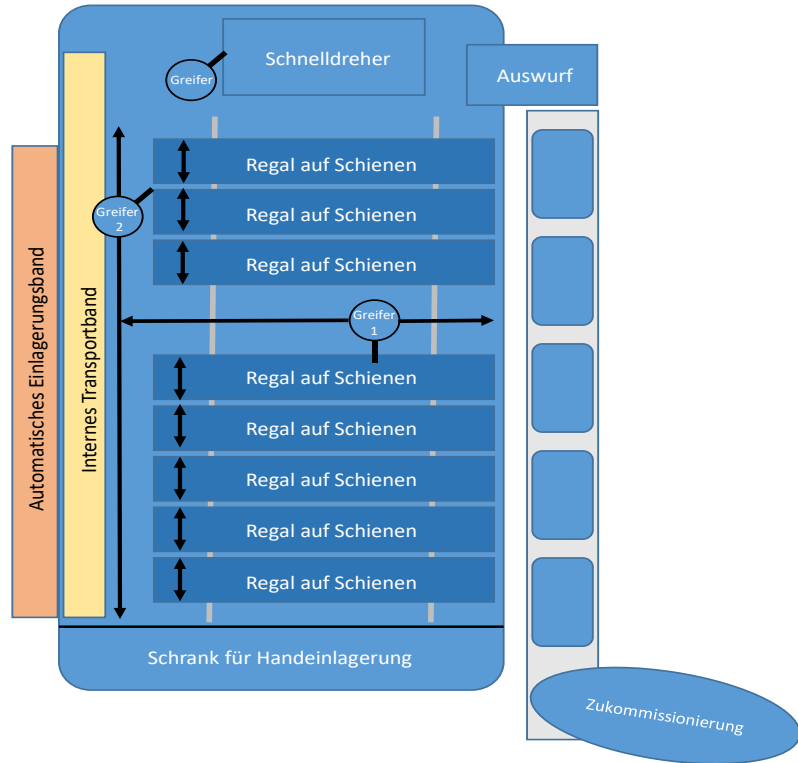 Schnelldreher
Greifer
Auswurf
Regal auf Schienen
Regal auf Schienen
Greifer
2
Regal auf Schienen
Greifer
1
Regal auf Schienen
Regal auf Schienen
Regal auf Schienen
Regal auf Schienen
Regal auf Schienen
Automatisches Einlagerungsband
Internes Transportband
Schrank für Handeinlagerung
Zukommissionierung